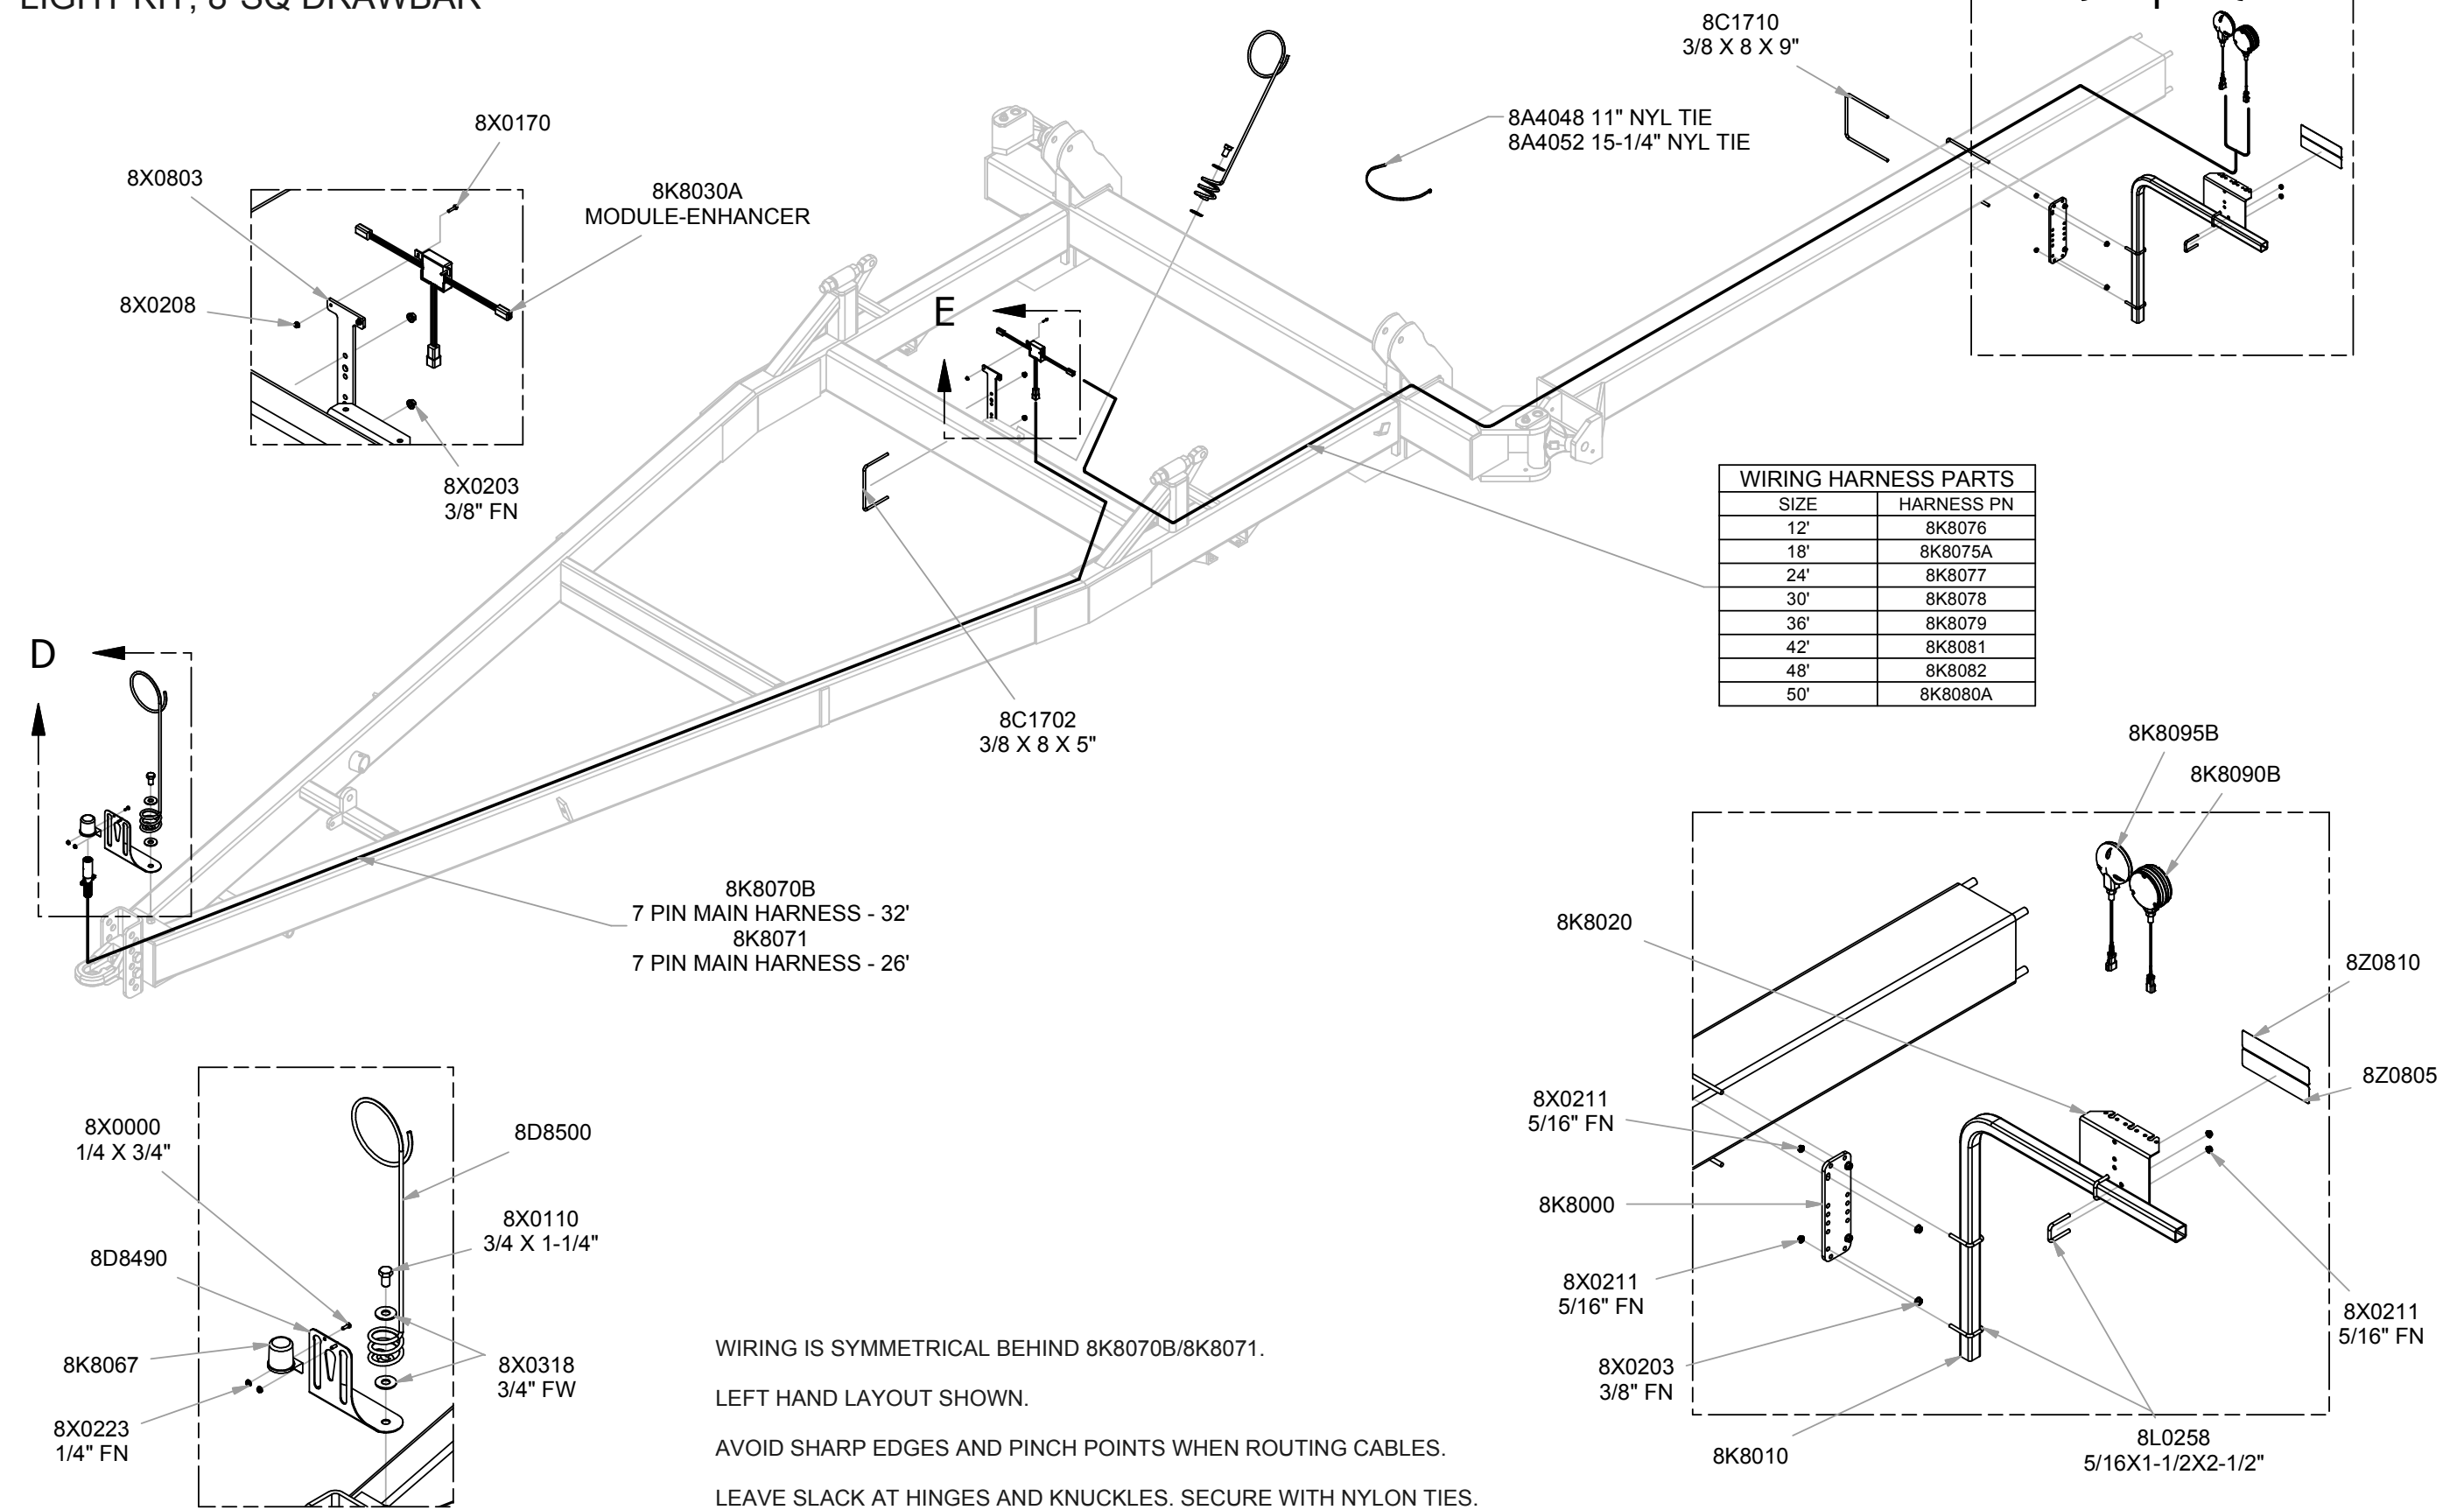 LIGHT KIT, 8 SQ DRAWBAR
8C1710
3/8 X 8 X 9"
8X0170
8A4048 11" NYL TIE
8A4052 15-1/4" NYL TIE
8X0803
8K8030A
MODULE-ENHANCER
8X0208
E
8X0203
3/8" FN
WIRING HARNESS PARTS
SIZE HARNESS PN
12' 8K8076
18' 8K8075A
24' 8K8077
30' 8K8078
36' 8K8079
42' 8K8081
48' 8K8082
50' 8K8080A
D
8C1702
3/8 X 8 X 5"
8K8095B
8K8090B
8K8070B
7 PIN MAIN HARNESS - 32'
8K8071
7 PIN MAIN HARNESS - 26'
8K8020
8Z0810
8Z0805
8X0211
5/16" FN
8X0000
1/4 X 3/4"
8D8500
8X0110
3/4 X 1-1/4"
8K8000
8D8490
8X0211
5/16" FN
8X0211
5/16" FN
8K8067
8X0318
3/4" FW
8X0203
3/8" FN
8X0223
1/4" FN
8K8010
8L0258
5/16X1-1/2X2-1/2"
WIRING IS SYMMETRICAL BEHIND 8K8070B/8K8071.
LEFT HAND LAYOUT SHOWN.
AVOID SHARP EDGES AND PINCH POINTS WHEN ROUTING CABLES.
LEAVE SLACK AT HINGES AND KNUCKLES. SECURE WITH NYLON TIES.